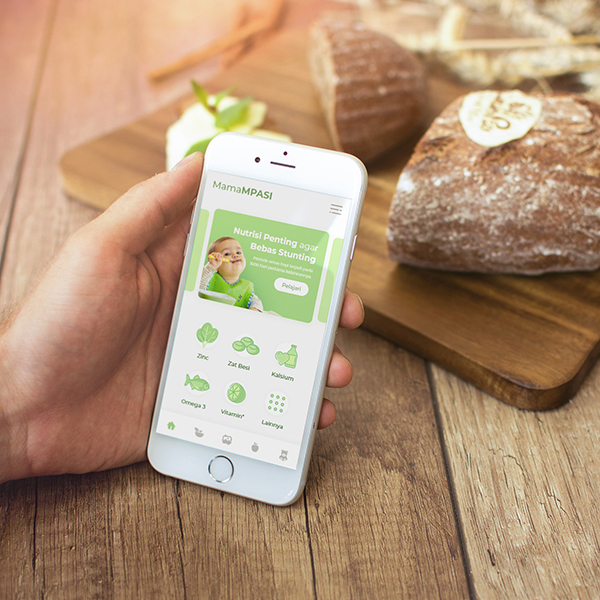 MamaMPASI
Nutrisi Penting agar
Bebas Stunting
Pelajari
Zinc
Zat Besi
Kalsium
Omega 3
Vitamin*
Lainnya